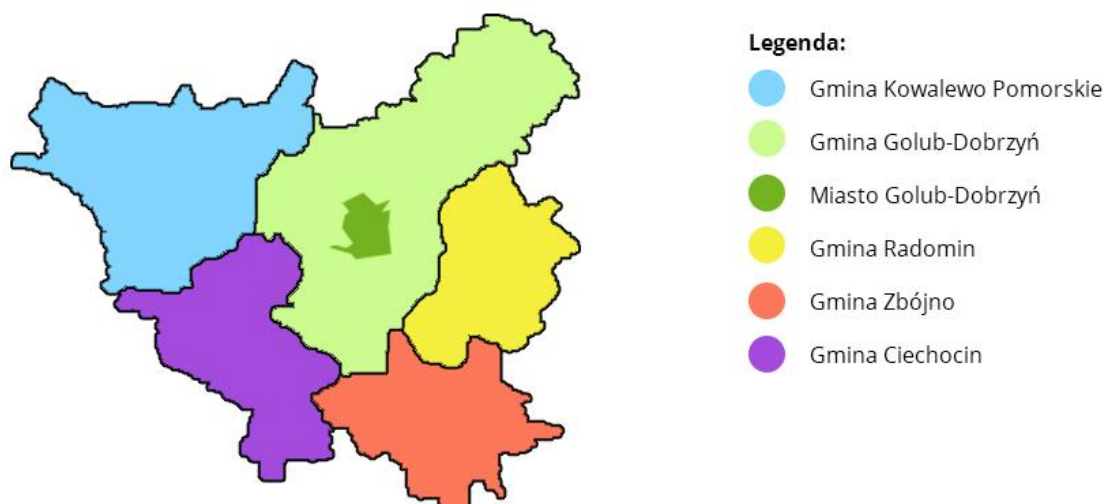 Legenda:
Gmina Kowalewo Pomorskie
Gmina Golub-Dobrzyń
Miasto Golub-Dobrzyń
Gmina Radomin
Gmina Zbójno
Gmina Ciechocin